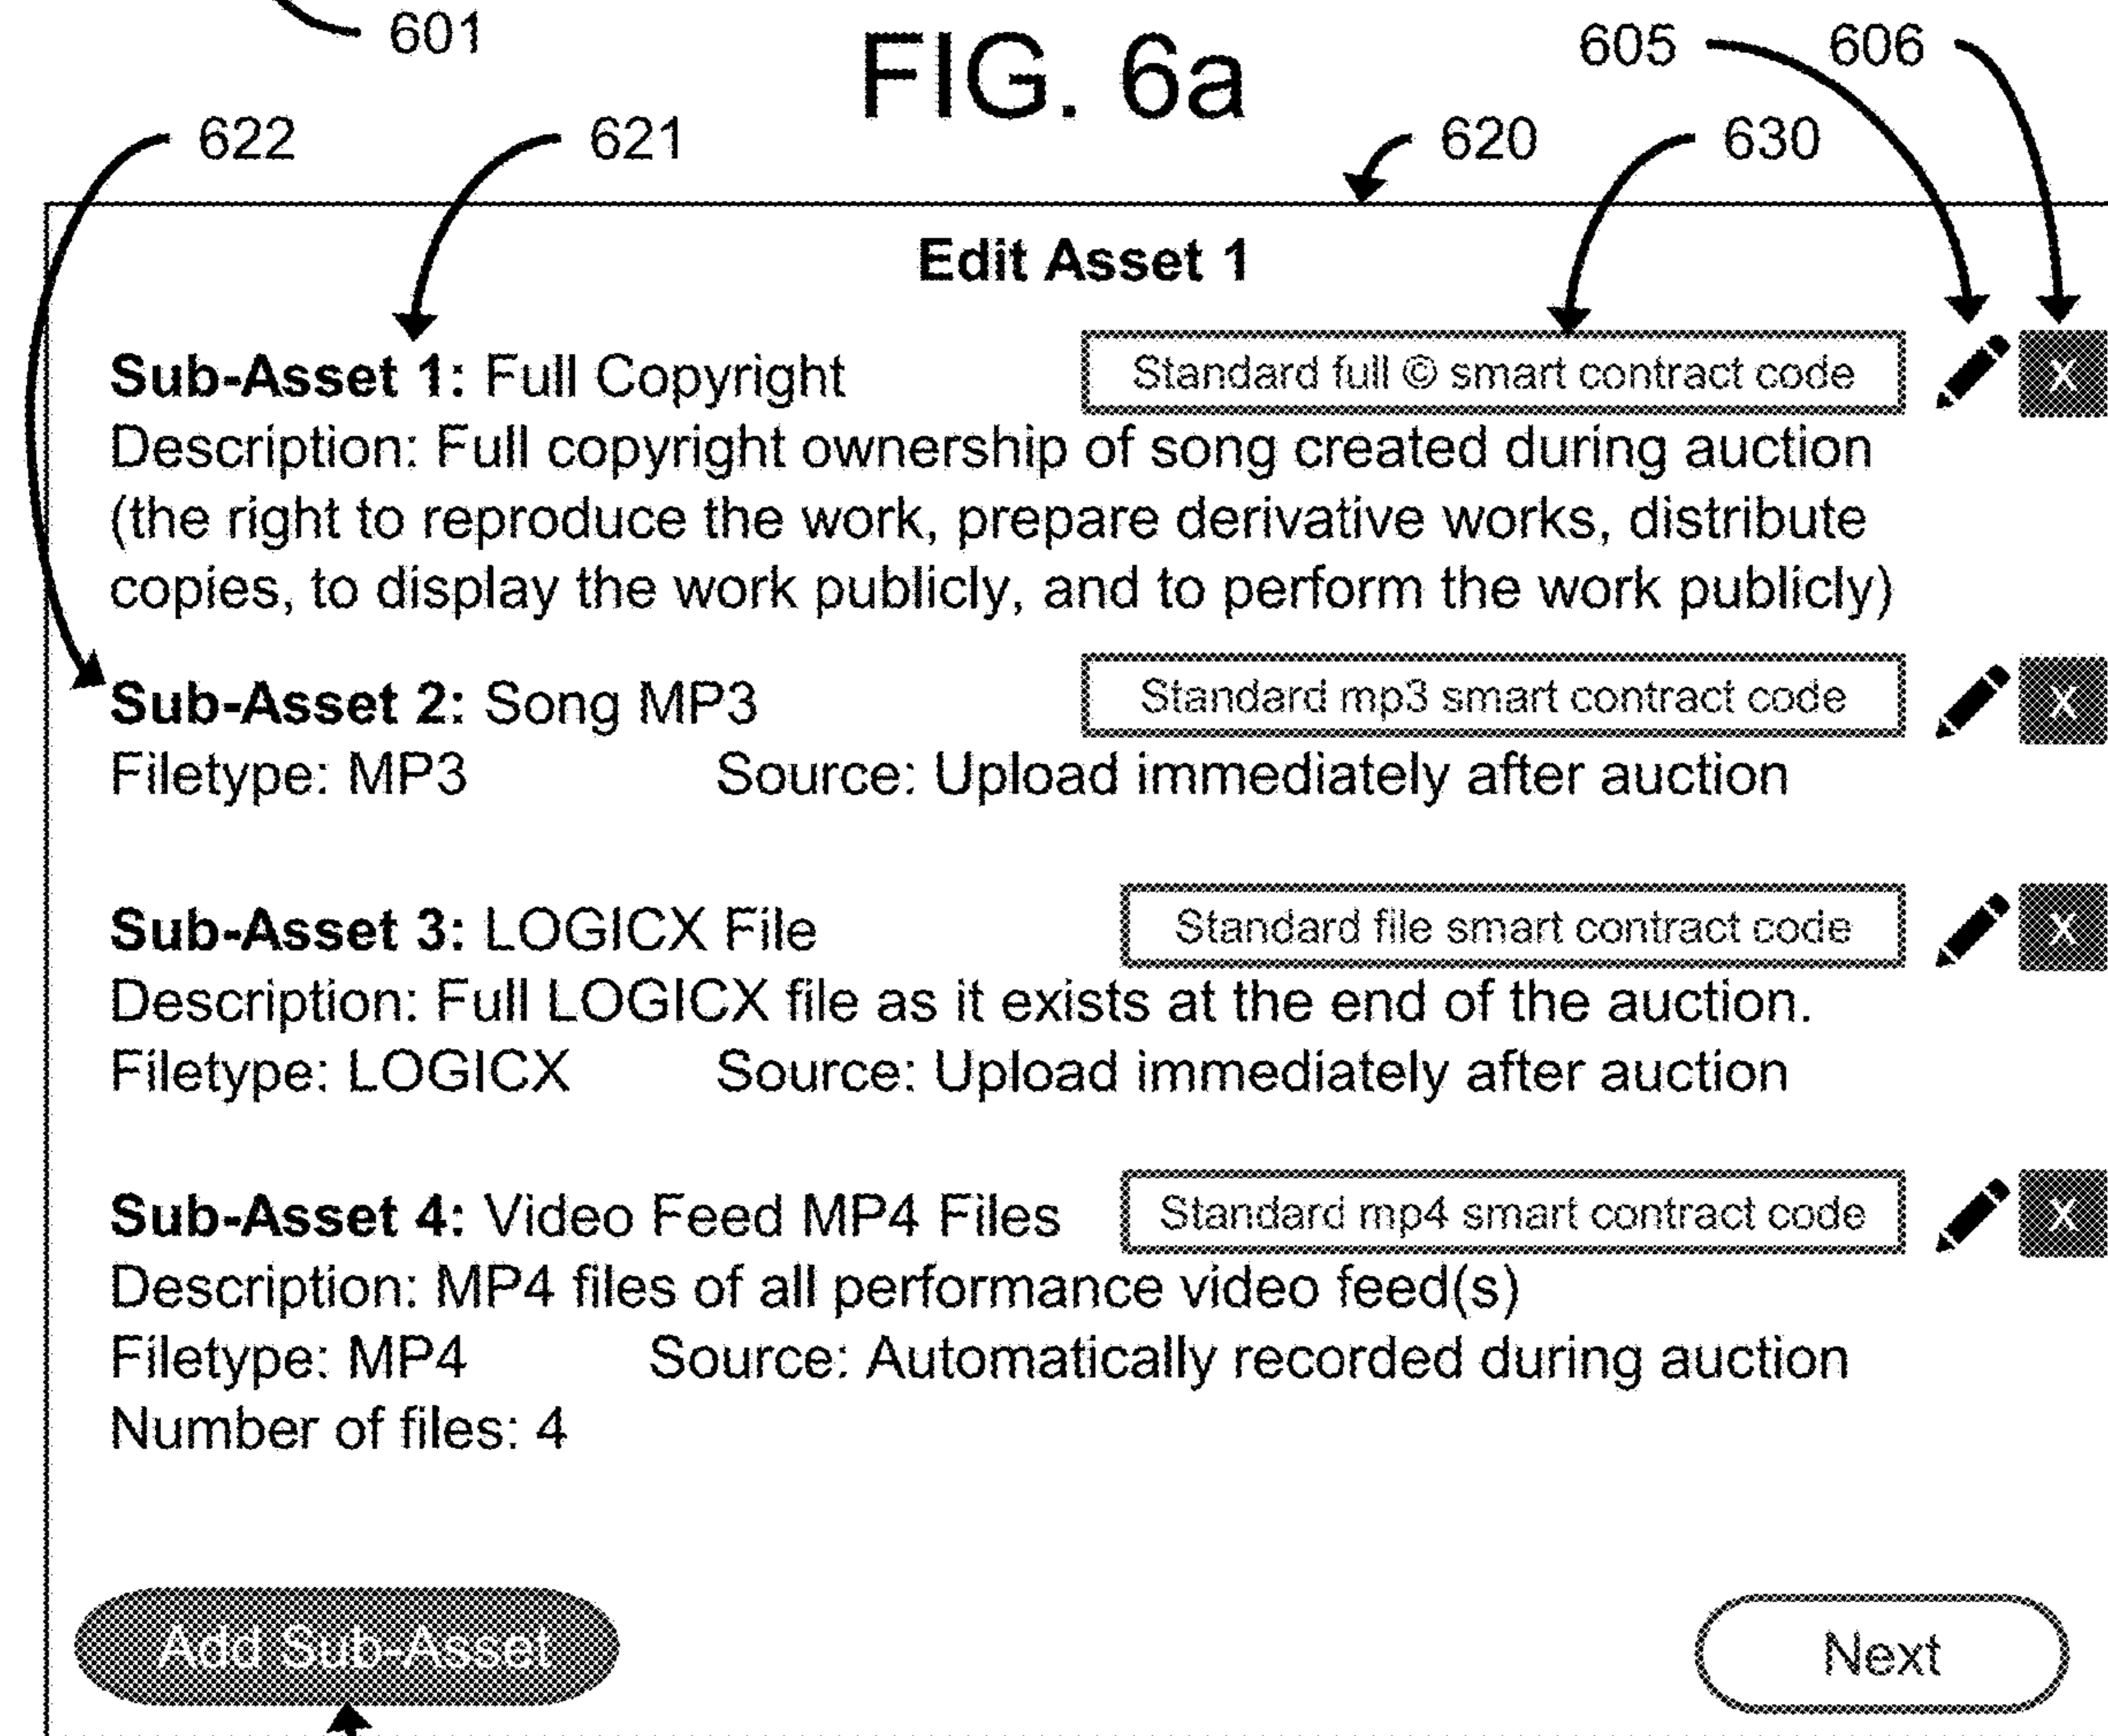 601
FIG. 6a
605 606
622 621 620 630
Edit Asset 1
Sub-Asset 1: Full Copyright Standard full © smart contract code X
Description: Full copyright ownership of song created during auction
(the right to reproduce the work, prepare derivative works, distribute
copies, to display the work publicly, and to perform the work publicly)
Sub-Asset 2: Song MP3 Standard mp3 smart contract code X
Filetype: MP3 Source: Upload immediately after auction
Sub-Asset 3: LOGICX File Standard file smart contract code X
Description: Full LOGICX file as it exists at the end of the auction.
Filetype: LOGICX Source: Upload immediately after auction
Sub-Asset 4: Video Feed MP4 Files Standard mp4 smart contract code X
Description: MP4 files of all performance video feed(s)
Filetype: MP4 Source: Automatically recorded during auction
Number of files: 4
Add Sub-Asset Next